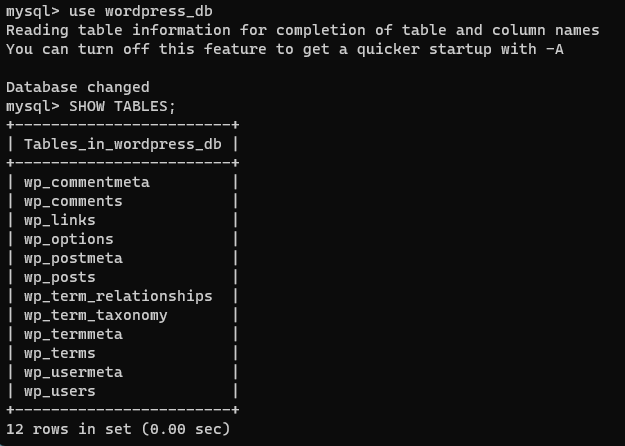 mysql> use wordpress_db
Reading table information for completion of table and column names
You can turn off this feature to get a quicker startup with -A

Database changed
mysql> SHOW TABLES;
+------------------------+
| Tables_in_wordpress_db |
+------------------------+
| wp_commentmeta         |
| wp_comments            |
| wp_links               |
| wp_options             |
| wp_postmeta            |
| wp_posts               |
| wp_term_relationships  |
| wp_term_taxonomy       |
| wp_termmeta            |
| wp_terms               |
| wp_usermeta            |
| wp_users               |
+------------------------+
12 rows in set (0.00 sec)